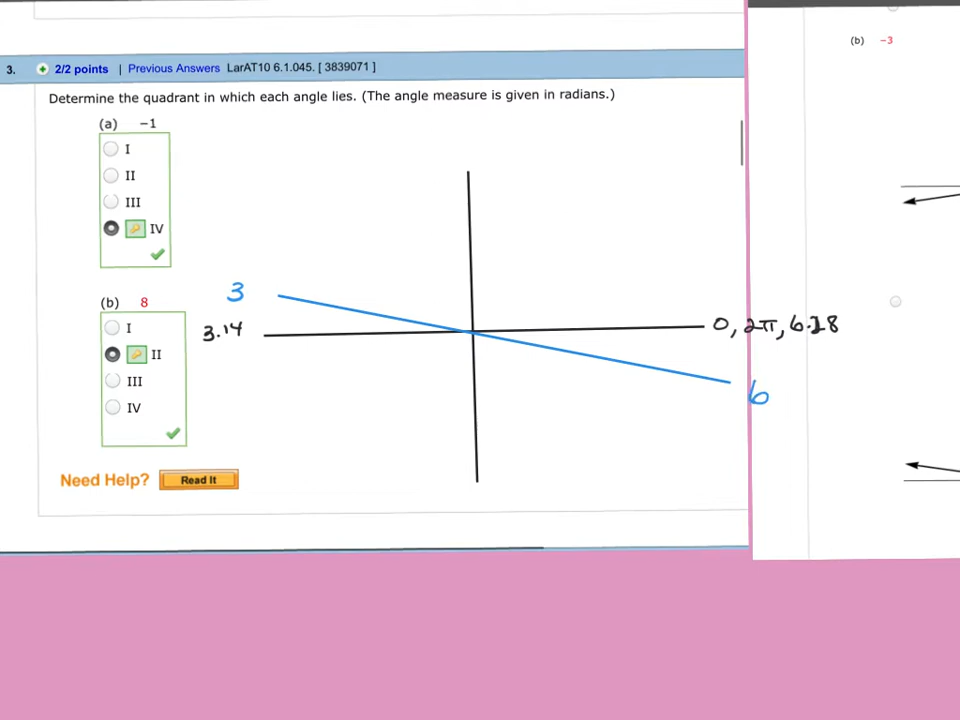 (b) −3
3. 2/2 points | Previous Answers LarAT10 6.1.045. [ 3839071 ]
Determine the quadrant in which each angle lies. (The angle measure is given in radians.)
(a) −1
I
II
III
IV
(b) 8
I
II
III
IV
3
3.14
0, 2π, 6.28
6
Need Help? Read It